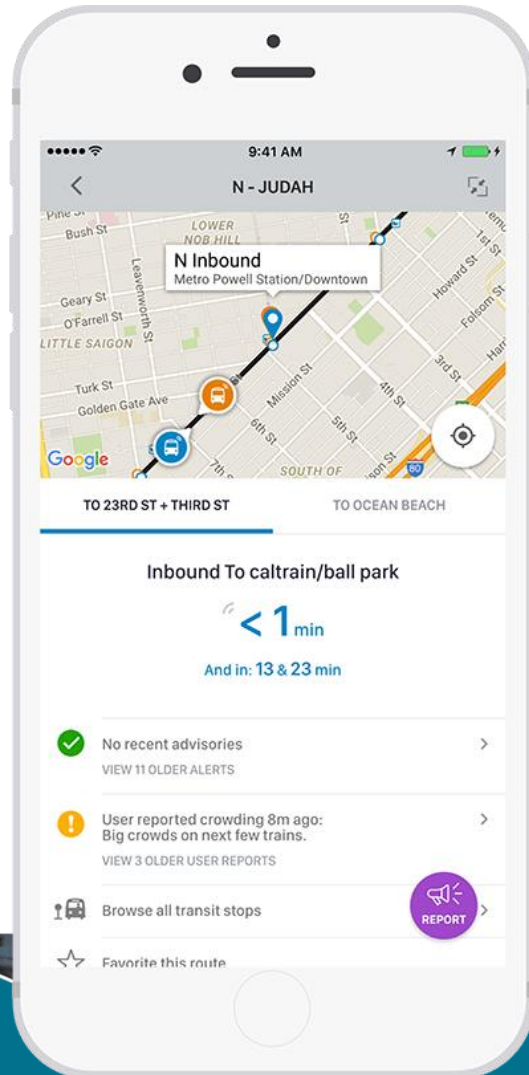 9:41 AM
N - JUDAH
Bush St
LOWER
NOB HILL
1st St
Leavenworth St
N Inbound
Metro Powell Station/Downtown
Howard St
Folsom St
Geary St
O'Farrell St
LITTLE SAIGON
3rd St
Turk St
Mission St
4th St
Golden Gate Ave
6th St
5th St
7th St
Google
SOUTH OF
80
TO 23RD ST + THIRD ST
TO OCEAN BEACH
Inbound To caltrain/ball park
< 1 min
And in: 13 & 23 min
No recent advisories
VIEW 11 OLDER ALERTS
User reported crowding 8m ago:
Big crowds on next few trains.
VIEW 3 OLDER USER REPORTS
Browse all transit stops
REPORT
Favorite this route